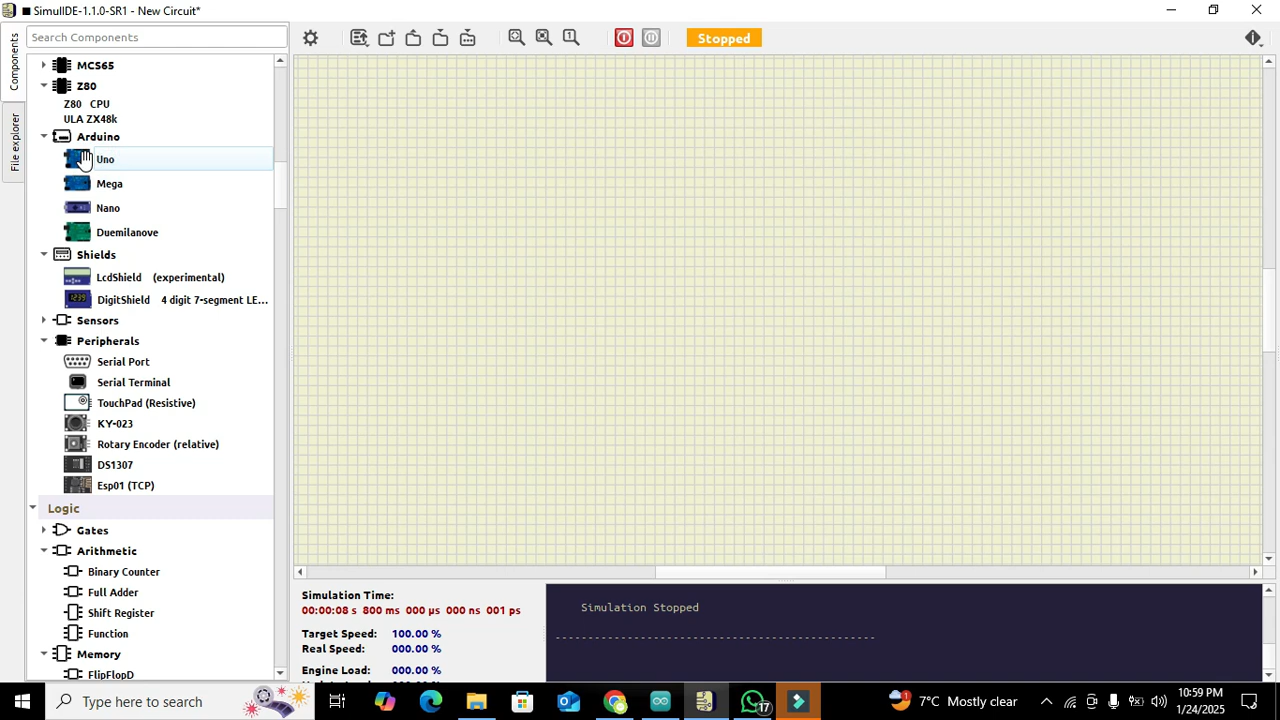 SimulIDE-1.1.0-SR1 - New Circuit*
Components
File explorer
Search Components
Stopped
MCS65
Z80
Z80 CPU
ULA ZX48k
Arduino
Uno
Mega
Nano
Duemilanove
Shields
LcdShield (experimental)
DigitShield 4 digit 7-segment LE...
Sensors
Peripherals
Serial Port
Serial Terminal
TouchPad (Resistive)
KY-023
Rotary Encoder (relative)
DS1307
Esp01 (TCP)
Logic
Gates
Arithmetic
Binary Counter
Full Adder
Shift Register
Function
Memory
FlipFlopD
Simulation Time:
00:00:08 s 800 ms 000 µs 000 ns 001 ps
Target Speed: 100.00 %
Real Speed: 000.00 %
Engine Load: 000.00 %
Simulation Stopped
------------------------------------------------
Type here to search
17
1
7°C Mostly clear
10:59 PM
1/24/2025